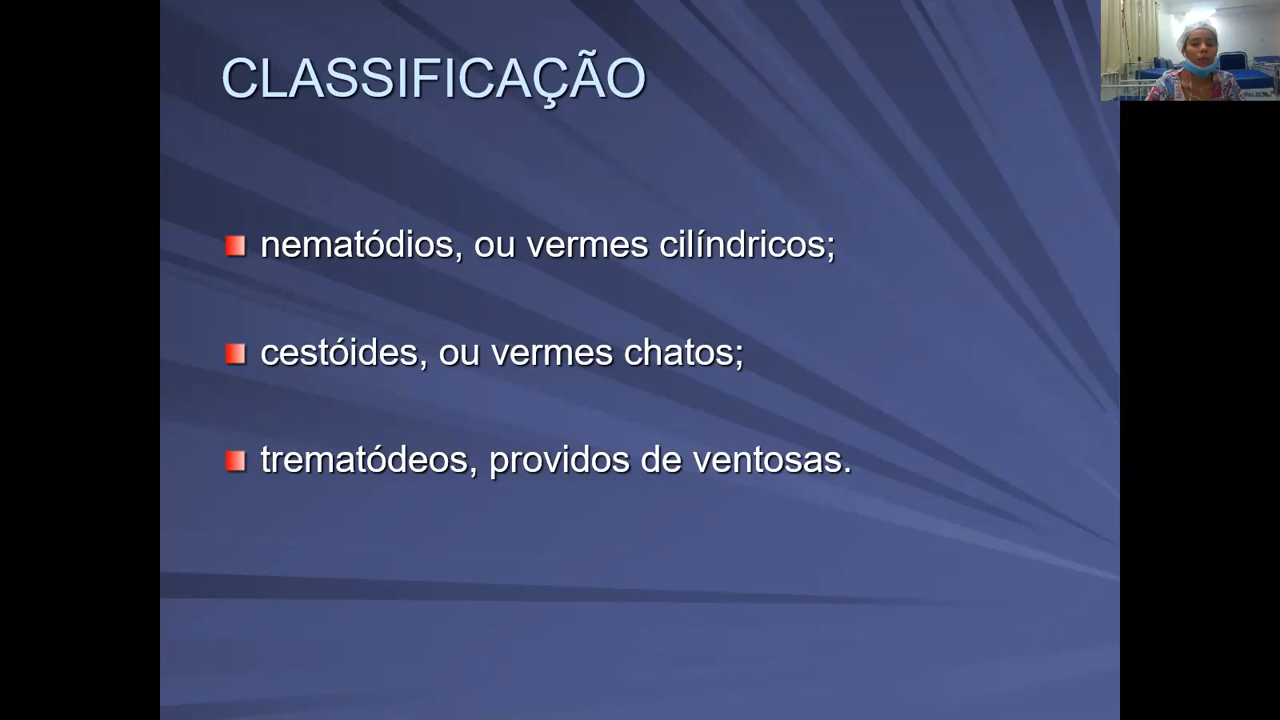 CLASSIFICAÇÃO
nematódios, ou vermes cilíndricos;
cestóides, ou vermes chatos;
trematódeos, providos de ventosas.